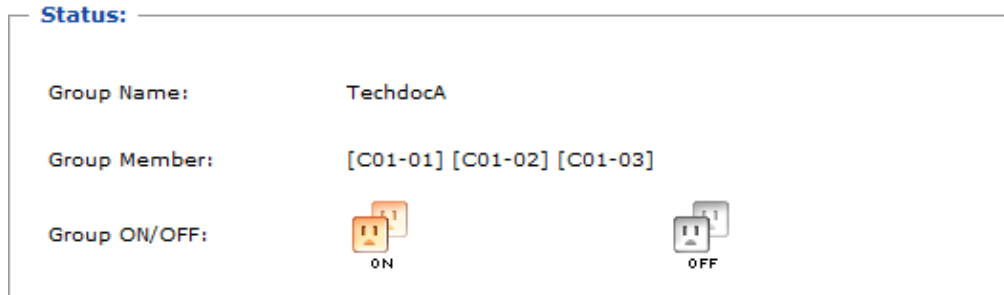 Status:
Group Name: TechdocA
Group Member: [C01-01] [C01-02] [C01-03]
Group ON/OFF:
ON OFF